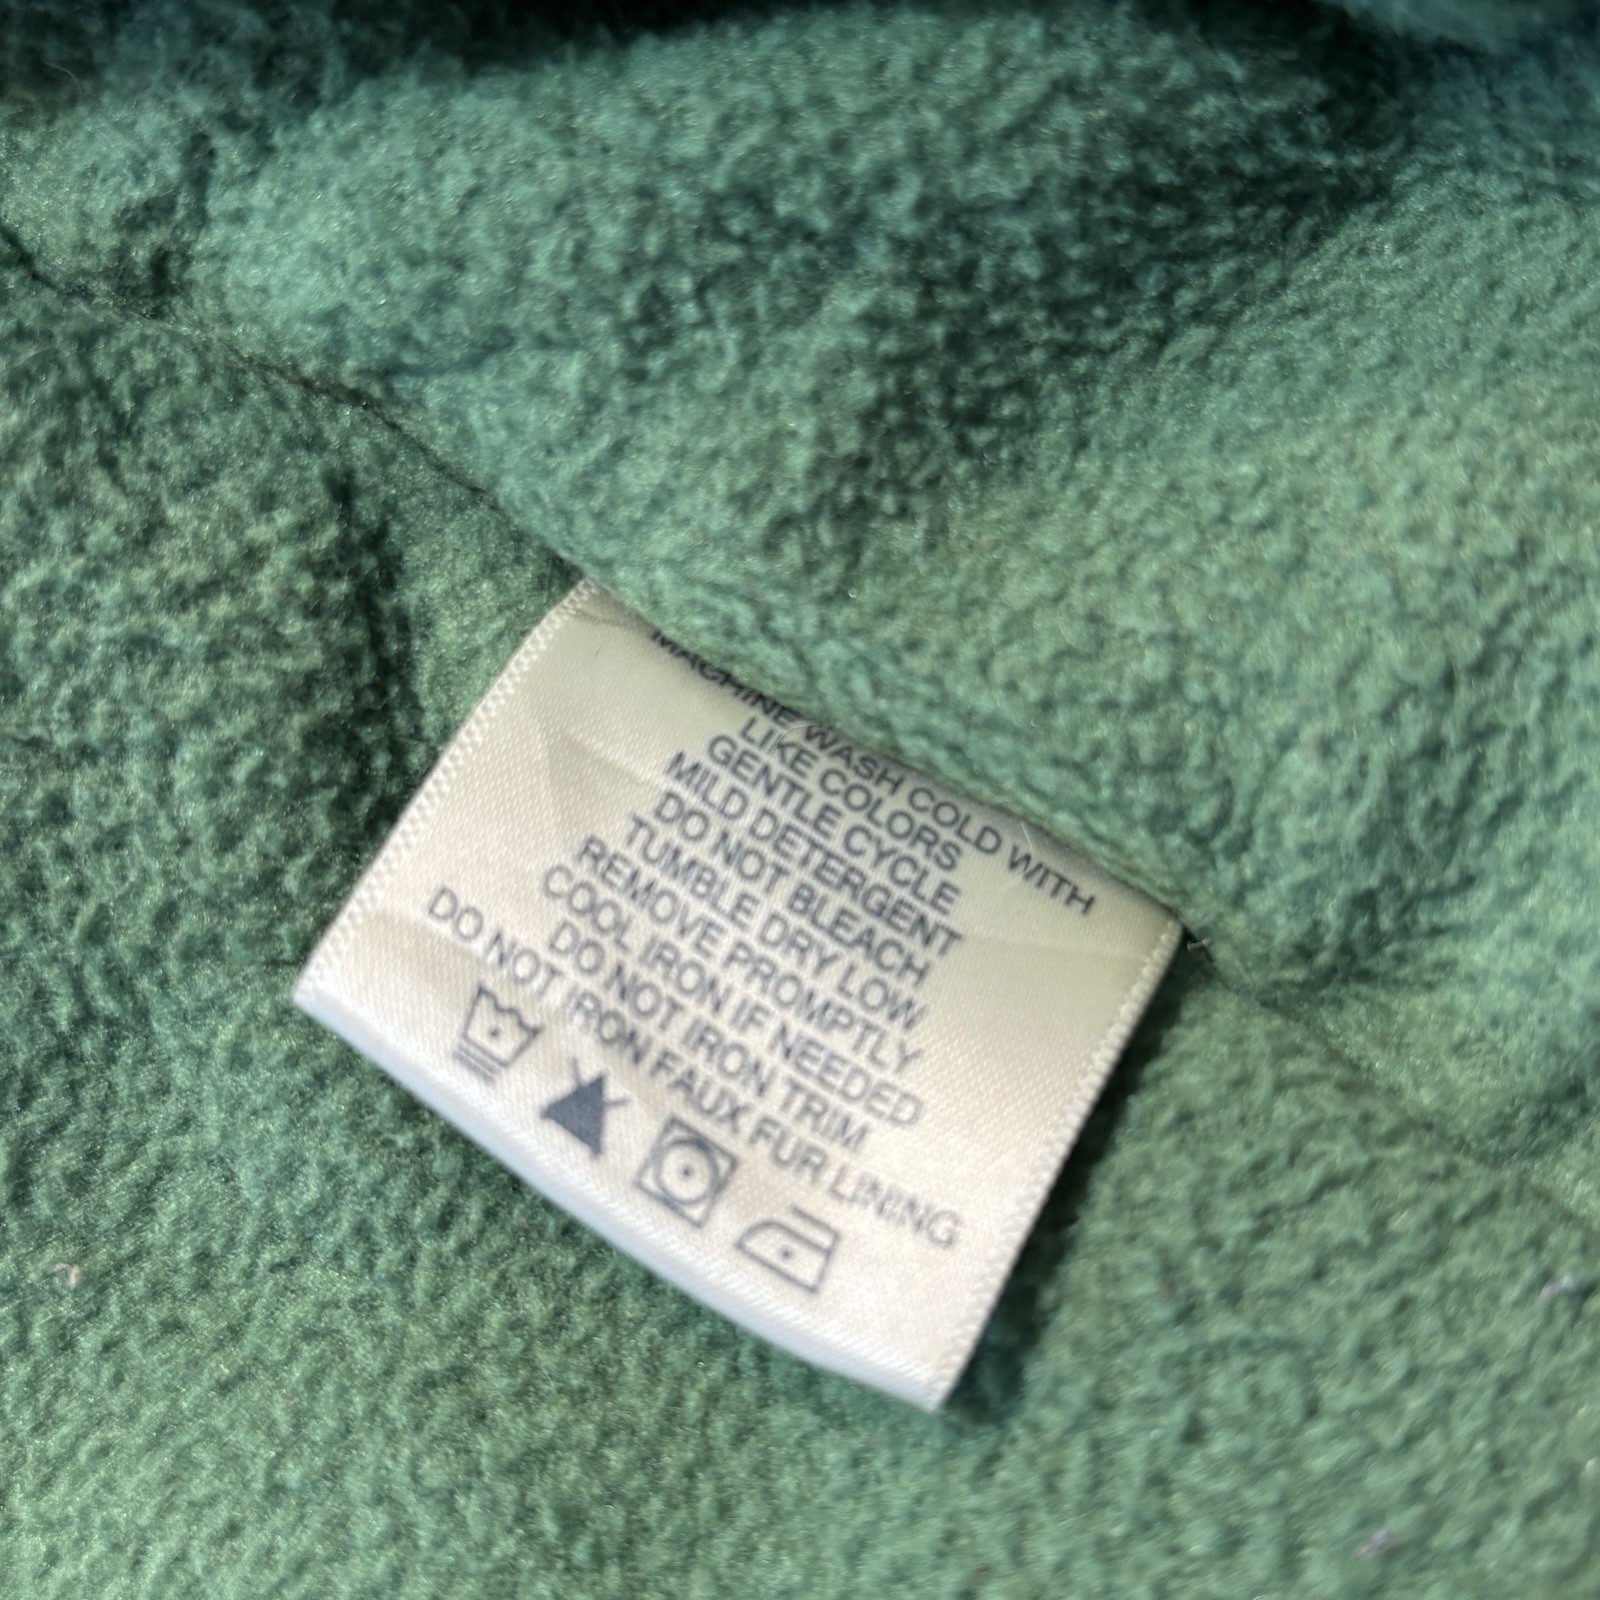 MACHINE WASH COLD WITH
LIKE COLORS
GENTLE CYCLE
MILD DETERGENT
DO NOT BLEACH
TUMBLE DRY LOW
REMOVE PROMPTLY
COOL IRON IF NEEDED
DO NOT IRON TRIM
DO NOT IRON FAUX FUR LINING